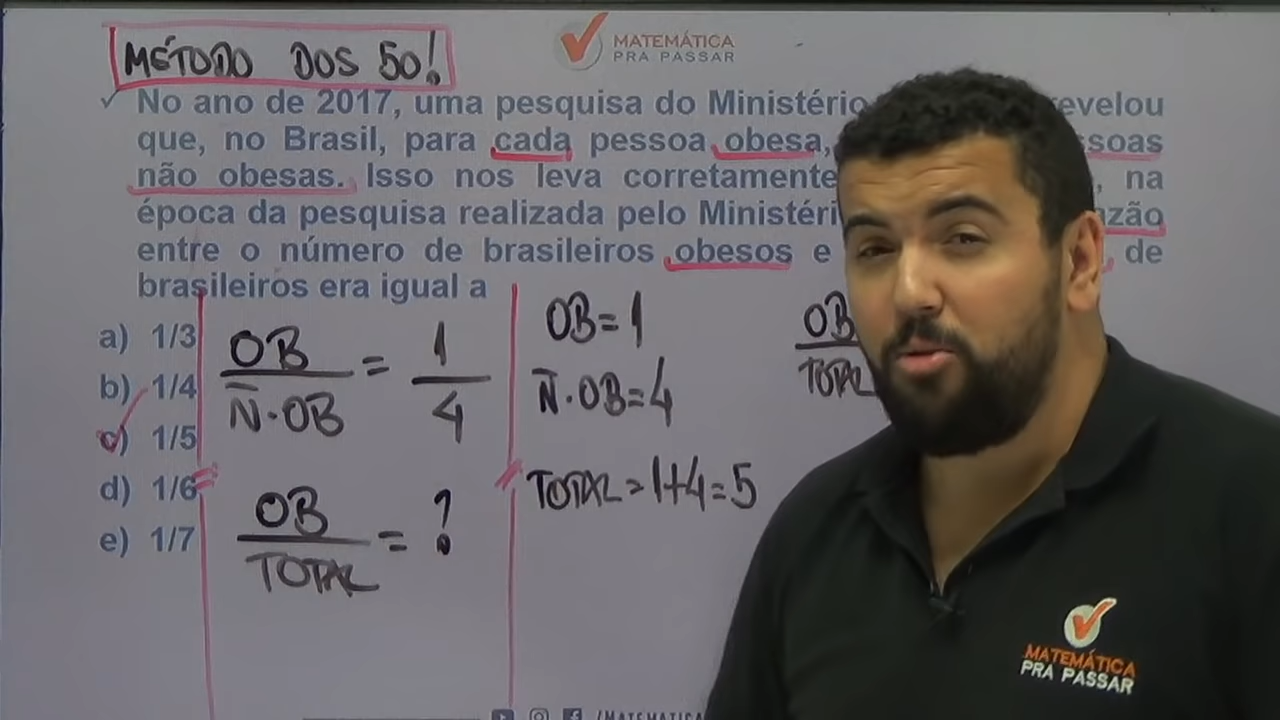 MÉTODO DOS 50!
MATEMÁTICA
PRA PASSAR
✓ No ano de 2017, uma pesquisa do Ministério evelou
que, no Brasil, para cada pessoa obesa, ssoas
não obesas. Isso nos leva corretamente , na
época da pesquisa realizada pelo Ministéri zão
entre o número de brasileiros obesos e de
brasileiros era igual a
a) 1/3
b) 1/4
c) 1/5
d) 1/6
e) 1/7
OB
N̄.OB
= 1
4
OB
TOTAL
= ?
OB=1
N̄.OB=4
TOTAL=1+4=5
OB
TOTAL
MATEMÁTICA
PRA PASSAR
/MATEMATICA